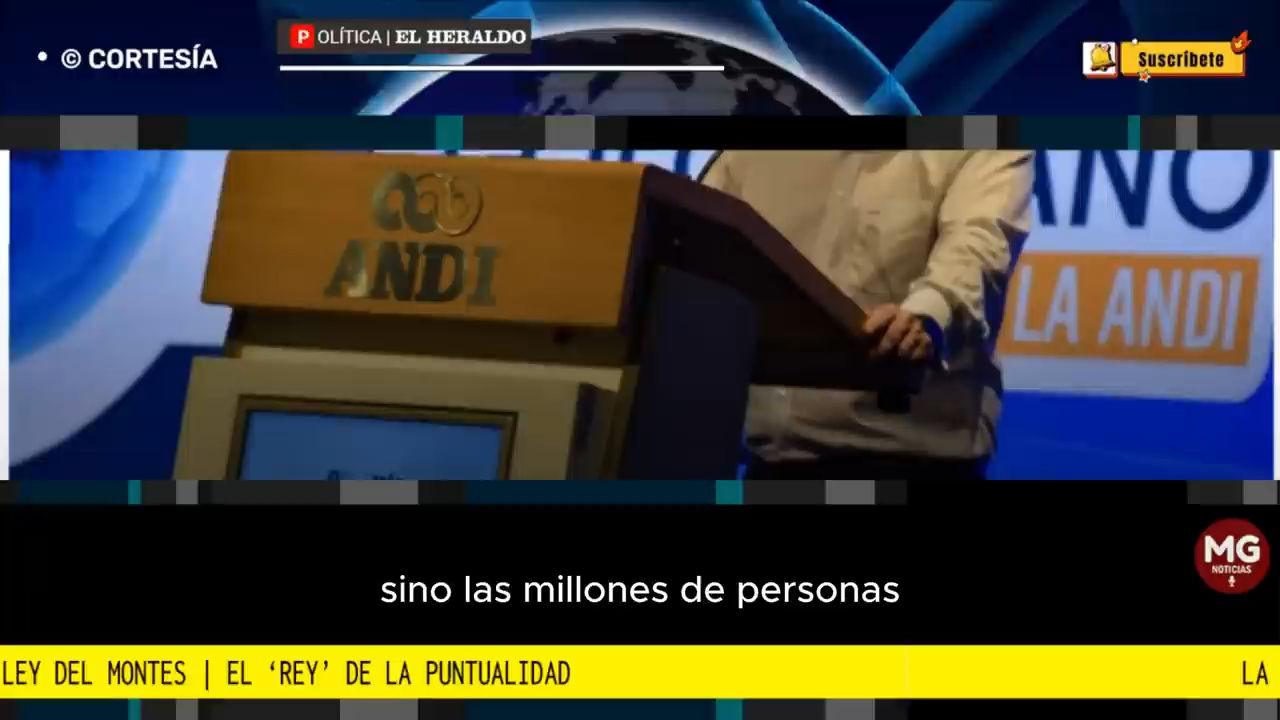 • © CORTESÍA
POLÍTICA | EL HERALDO
Suscríbete
ANDI
ANO
LA ANDI
sino las millones de personas
MG
NOTICIAS
LEY DEL MONTES | EL ‘REY’ DE LA PUNTUALIDAD
LA